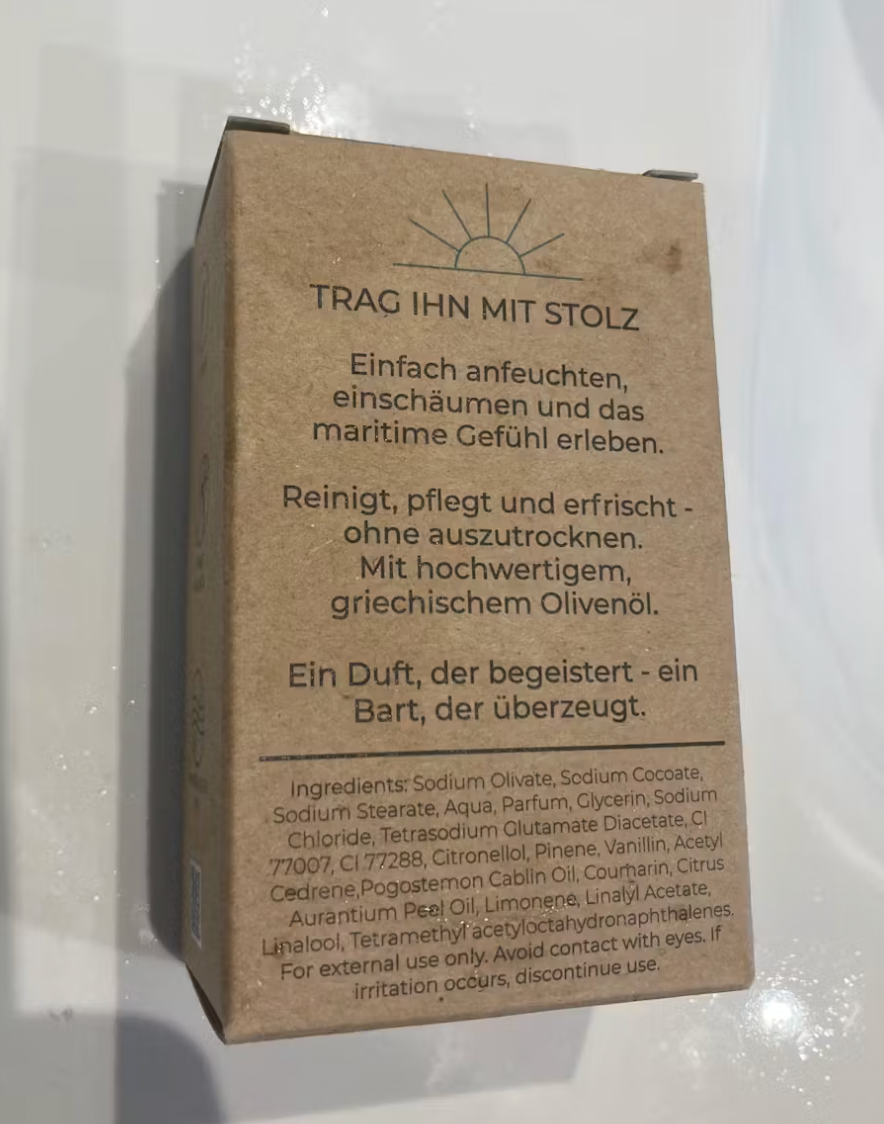 TRAG IHN MIT STOLZ
Einfach anfeuchten,
einschäumen und das
maritime Gefühl erleben.
Reinigt, pflegt und erfrischt -
ohne auszutrocknen.
Mit hochwertigem,
griechischem Olivenöl.
Ein Duft, der begeistert - ein
Bart, der überzeugt.
Ingredients: Sodium Olivate, Sodium Cocoate,
Sodium Stearate, Aqua, Parfum, Glycerin, Sodium
Chloride, Tetrasodium Glutamate Diacetate, CI
77007, CI 77288, Citronellol, Pinene, Vanillin, Acetyl
Cedrene,Pogostemon Cablin Oil, Coumarin, Citrus
Aurantium Peel Oil, Limonene, Linalyl Acetate,
Linalool, Tetramethyl acetyloctahydronaphthalenes.
For external use only. Avoid contact with eyes. If
irritation occurs, discontinue use.